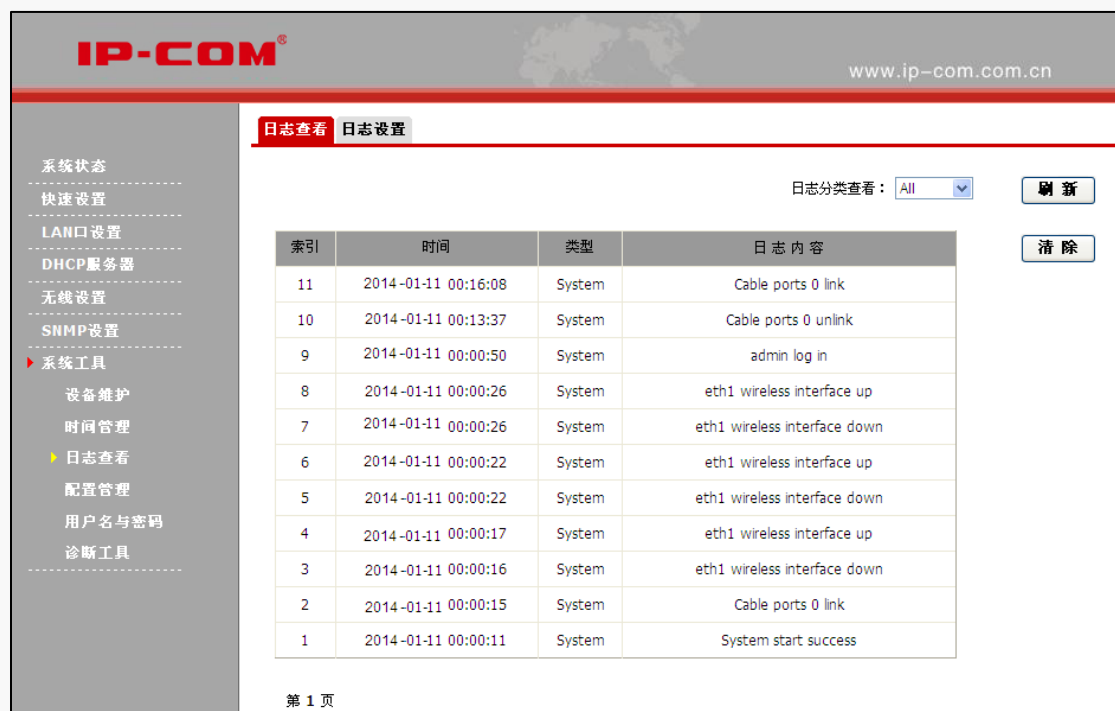 IP-COM®
www.ip-com.com.cn
日志查看 日志设置
系统状态
快速设置
LAN口设置
DHCP服务器
无线设置
SNMP设置
系统工具
设备维护
时间管理
日志查看
配置管理
用户名与密码
诊断工具
日志分类查看： All 刷 新
清 除
索引 时间 类型 日 志 内 容
11 2014-01-11 00:16:08 System Cable ports 0 link
10 2014-01-11 00:13:37 System Cable ports 0 unlink
9 2014-01-11 00:00:50 System admin log in
8 2014-01-11 00:00:26 System eth1 wireless interface up
7 2014-01-11 00:00:26 System eth1 wireless interface down
6 2014-01-11 00:00:22 System eth1 wireless interface up
5 2014-01-11 00:00:22 System eth1 wireless interface down
4 2014-01-11 00:00:17 System eth1 wireless interface up
3 2014-01-11 00:00:16 System eth1 wireless interface down
2 2014-01-11 00:00:15 System Cable ports 0 link
1 2014-01-11 00:00:11 System System start success
第 1 页